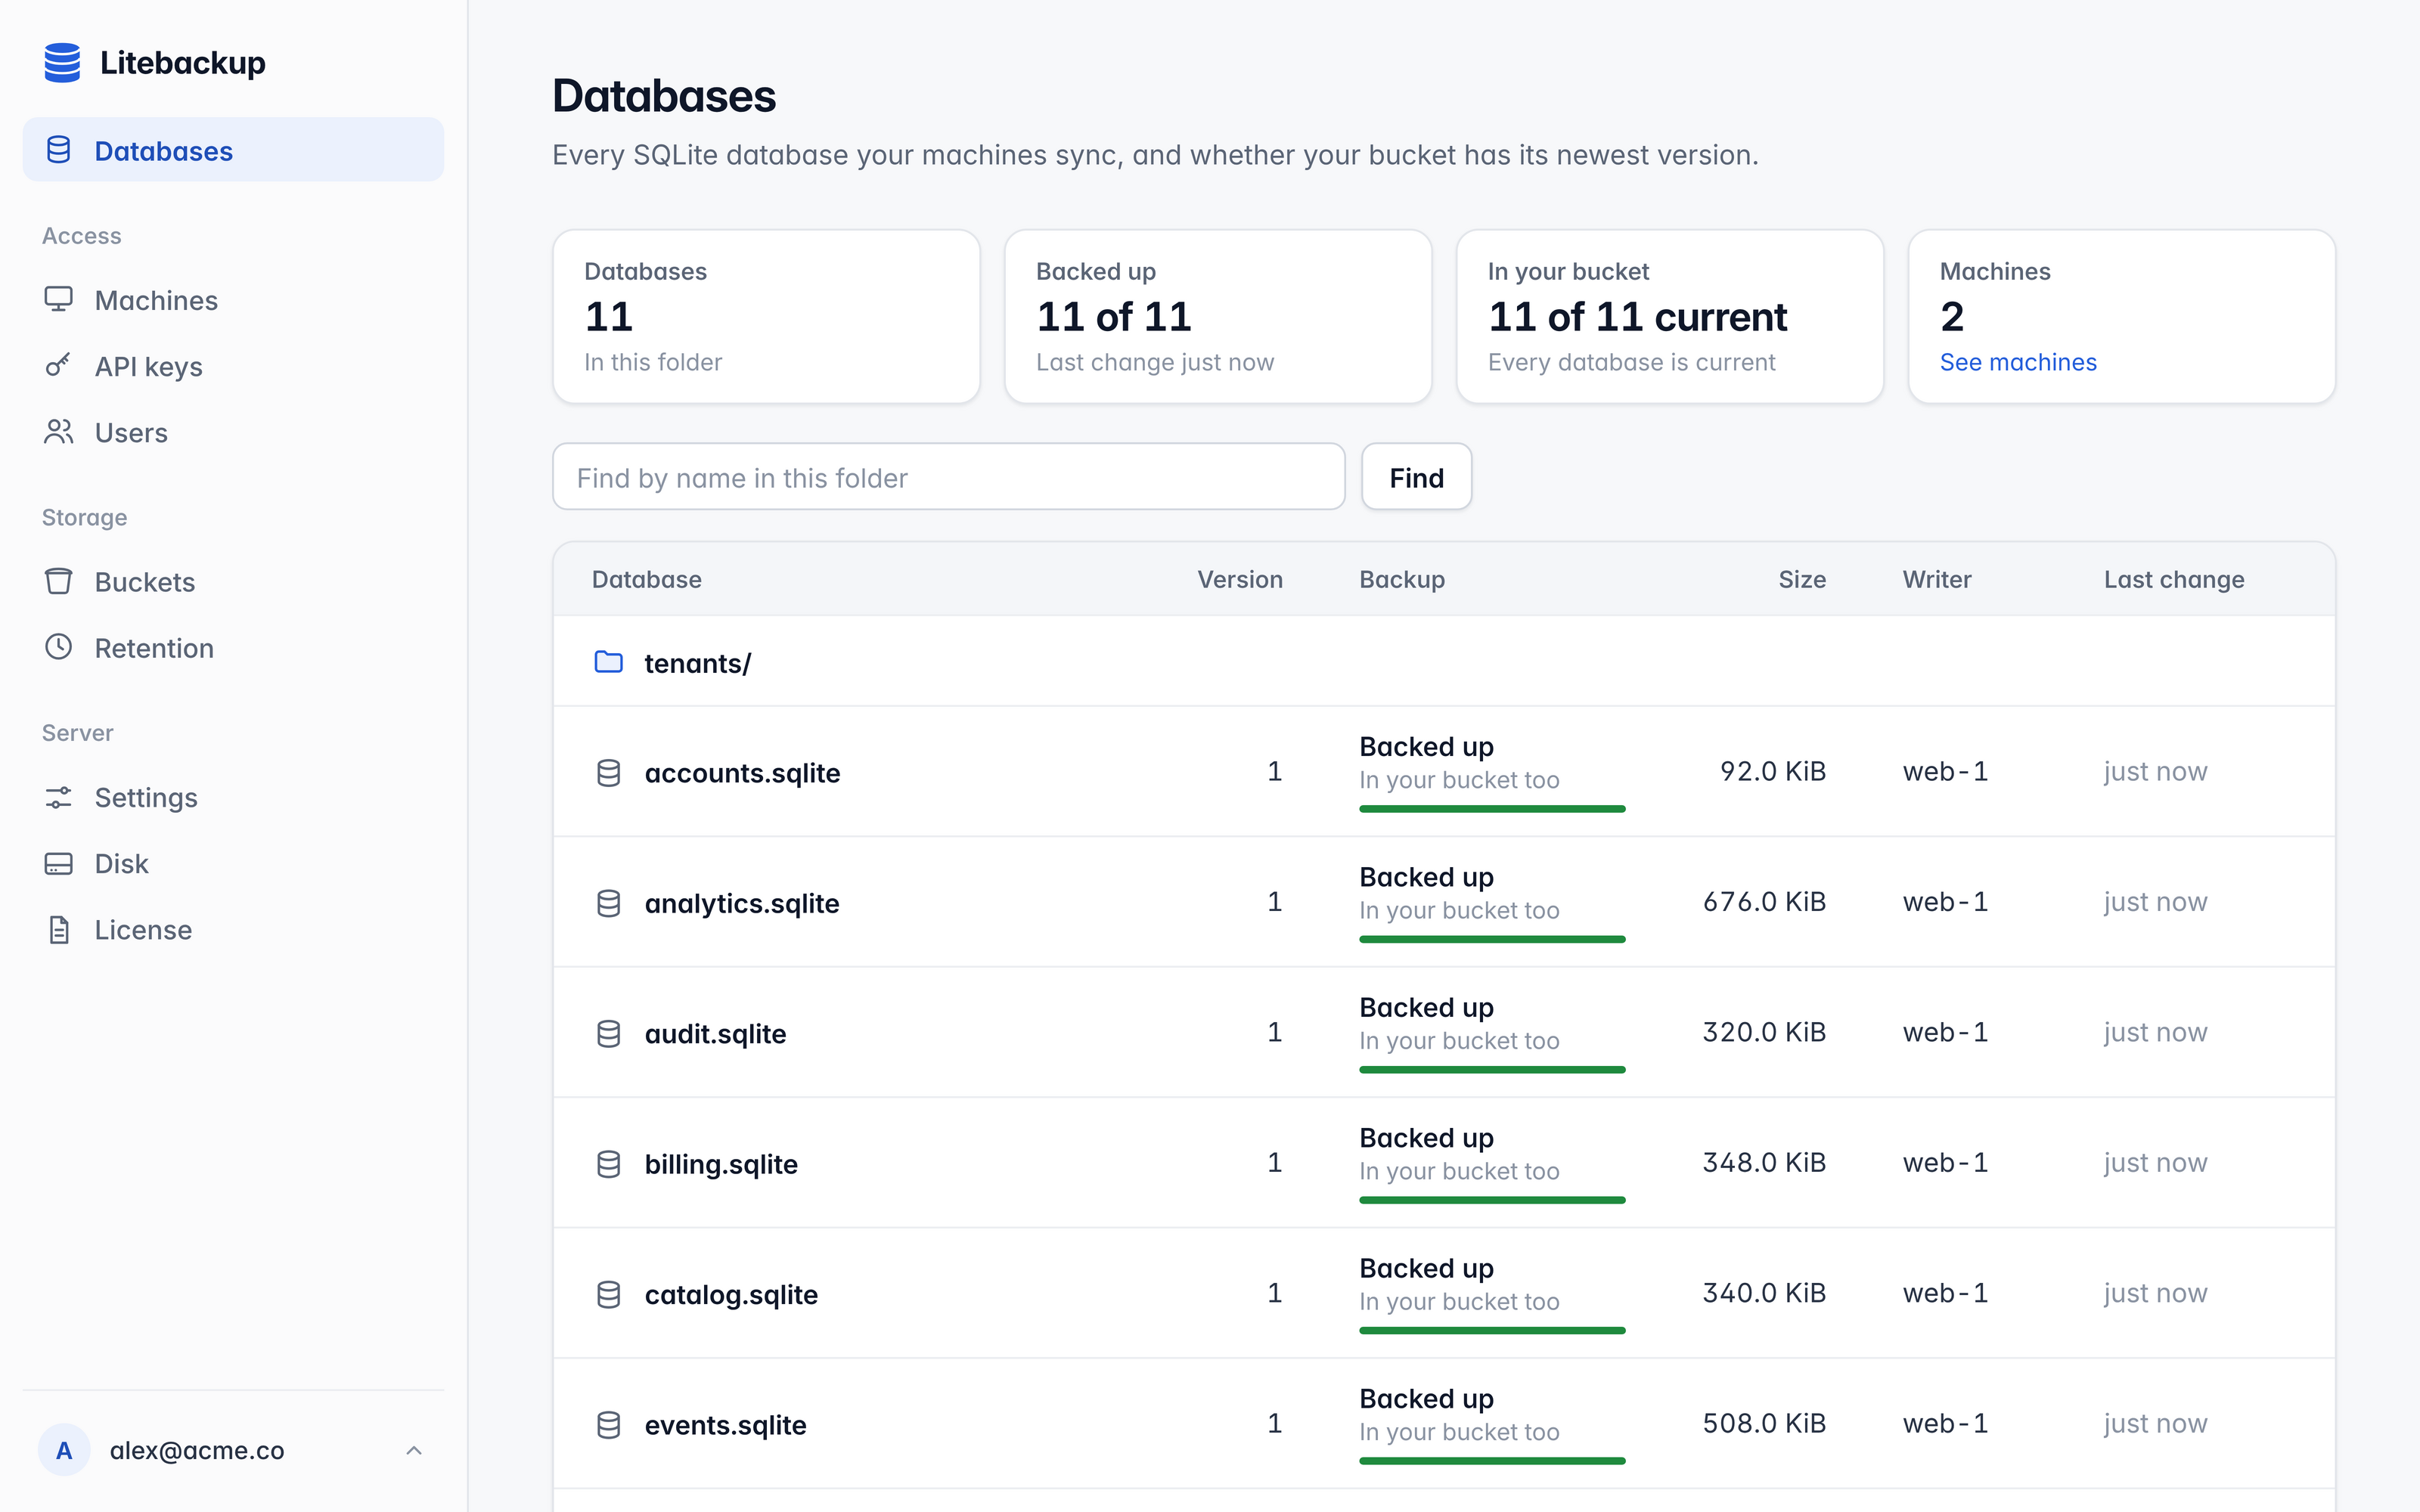 Litebackup
Databases
Access
Machines
API keys
Users
Storage
Buckets
Retention
Server
Settings
Disk
License
A alex@acme.co
Databases
Every SQLite database your machines sync, and whether your bucket has its newest version.
Databases
11
In this folder
Backed up
11 of 11
Last change just now
In your bucket
11 of 11 current
Every database is current
Machines
2
See machines
Find by name in this folder Find
Database Version Backup Size Writer Last change
tenants/
accounts.sqlite 1 Backed up 92.0 KiB web-1 just now
In your bucket too
analytics.sqlite 1 Backed up 676.0 KiB web-1 just now
In your bucket too
audit.sqlite 1 Backed up 320.0 KiB web-1 just now
In your bucket too
billing.sqlite 1 Backed up 348.0 KiB web-1 just now
In your bucket too
catalog.sqlite 1 Backed up 340.0 KiB web-1 just now
In your bucket too
events.sqlite 1 Backed up 508.0 KiB web-1 just now
In your bucket too